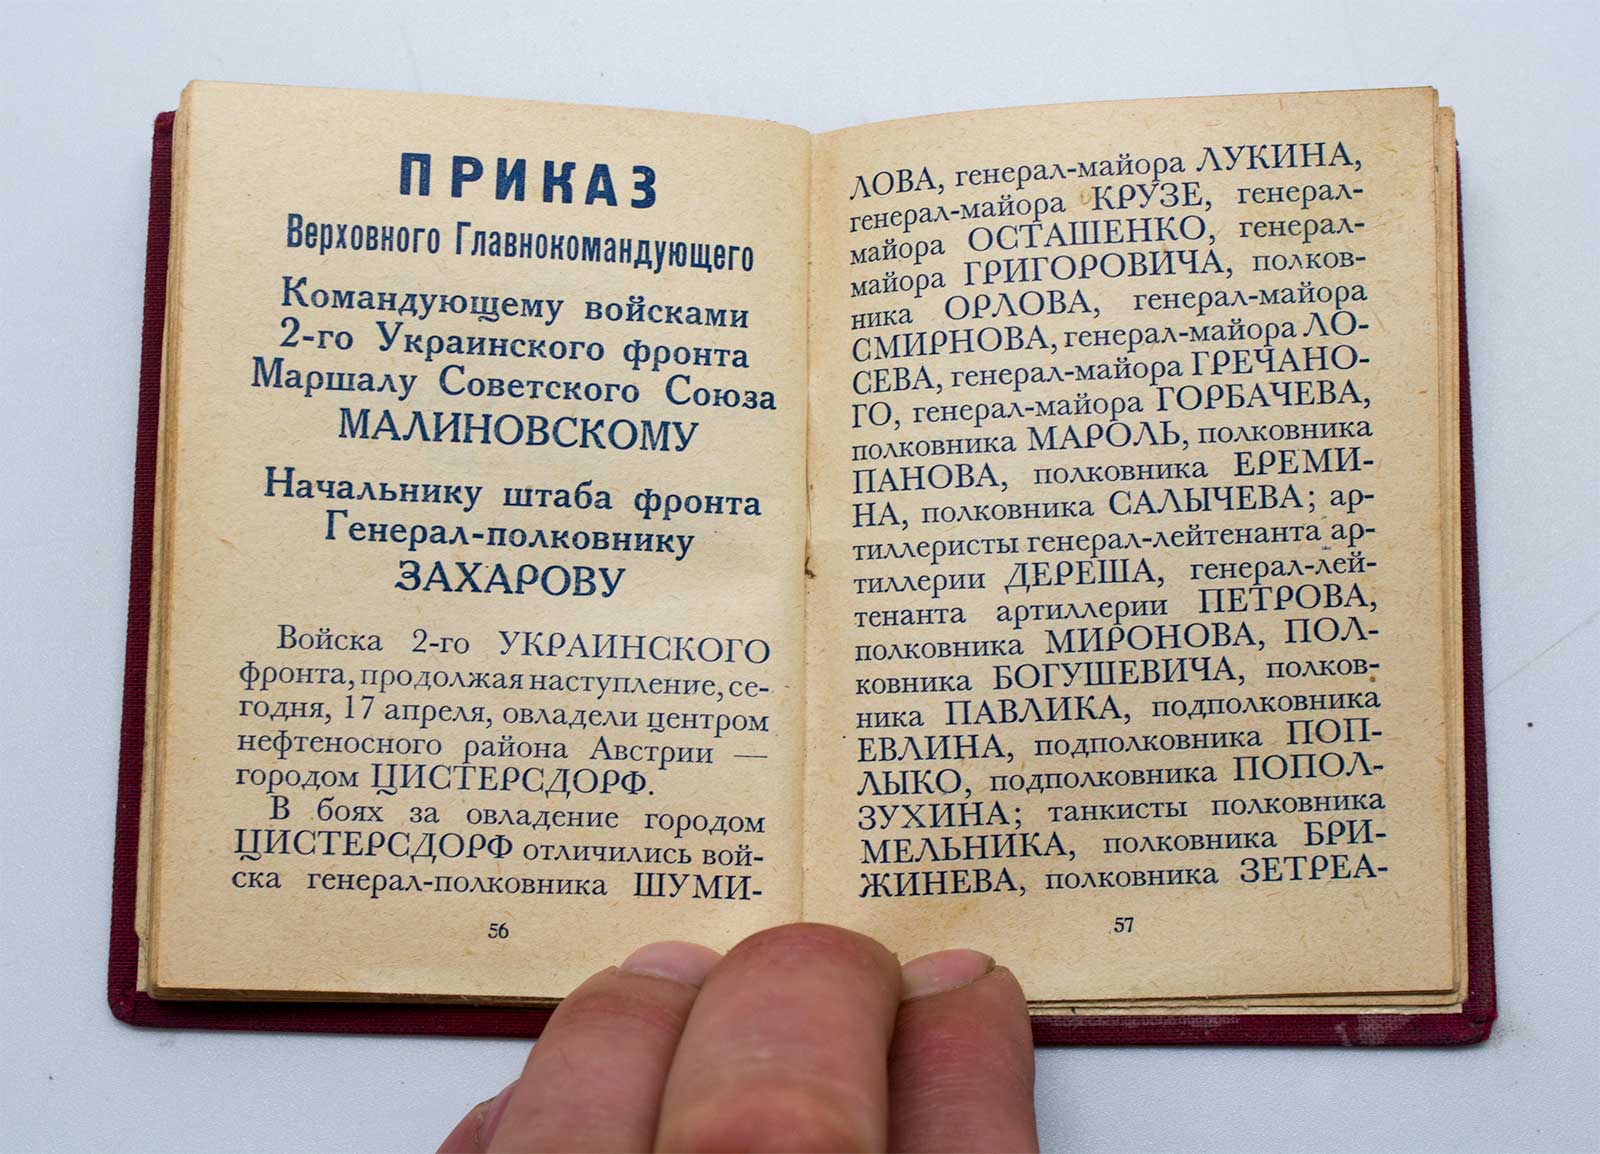 ПРИКАЗ
Верховного Главнокомандующего
Командующему войсками
2-го Украинского фронта
Маршалу Советского Союза
МАЛИНОВСКОМУ
Начальнику штаба фронта
Генерал-полковнику
ЗАХАРОВУ
Войска 2-го УКРАИНСКОГО
фронта, продолжая наступление, се-
годня, 17 апреля, овладели центром
нефтеносного района Австрии —
городом ЦИСТЕРСДОРФ.
В боях за овладение городом
ЦИСТЕРСДОРФ отличились вой-
ска генерал-полковника ШУМИ-
56
ЛОВА, генерал-майора ЛУКИНА,
генерал-майора КРУЗЕ, генерал-
майора ОСТАШЕНКО, генерал-
майора ГРИГОРОВИЧА, полков-
ника ОРЛОВА, генерал-майора
СМИРНОВА, генерал-майора ЛО-
СЕВА, генерал-майора ГРЕЧАНО-
ГО, генерал-майора ГОРБАЧЕВА,
полковника МАРОЛЬ, полковника
ПАНОВА, полковника ЕРЕМИ-
НА, полковника САЛЫЧЕВА; ар-
тиллеристы генерал-лейтенанта ар-
тиллерии ДЕРЕША, генерал-лей-
тенанта артиллерии ПЕТРОВА,
полковника МИРОНОВА, ПОЛ-
ковника БОГУШЕВИЧА, полков-
ника ПАВЛИКА, подполковника
ЕВЛИНА, подполковника ПОП-
ЛЫКО, подполковника ПОПОЛ-
ЗУХИНА; танкисты полковника
МЕЛЬНИКА, полковника БРИ-
ЖИНЕВА, полковника ЗЕТРЕА-
57